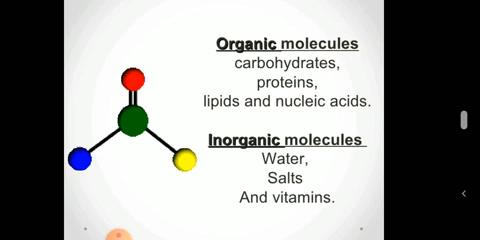 Organic molecules
carbohydrates,
proteins,
lipids and nucleic acids.
Inorganic molecules
Water,
Salts
And vitamins.